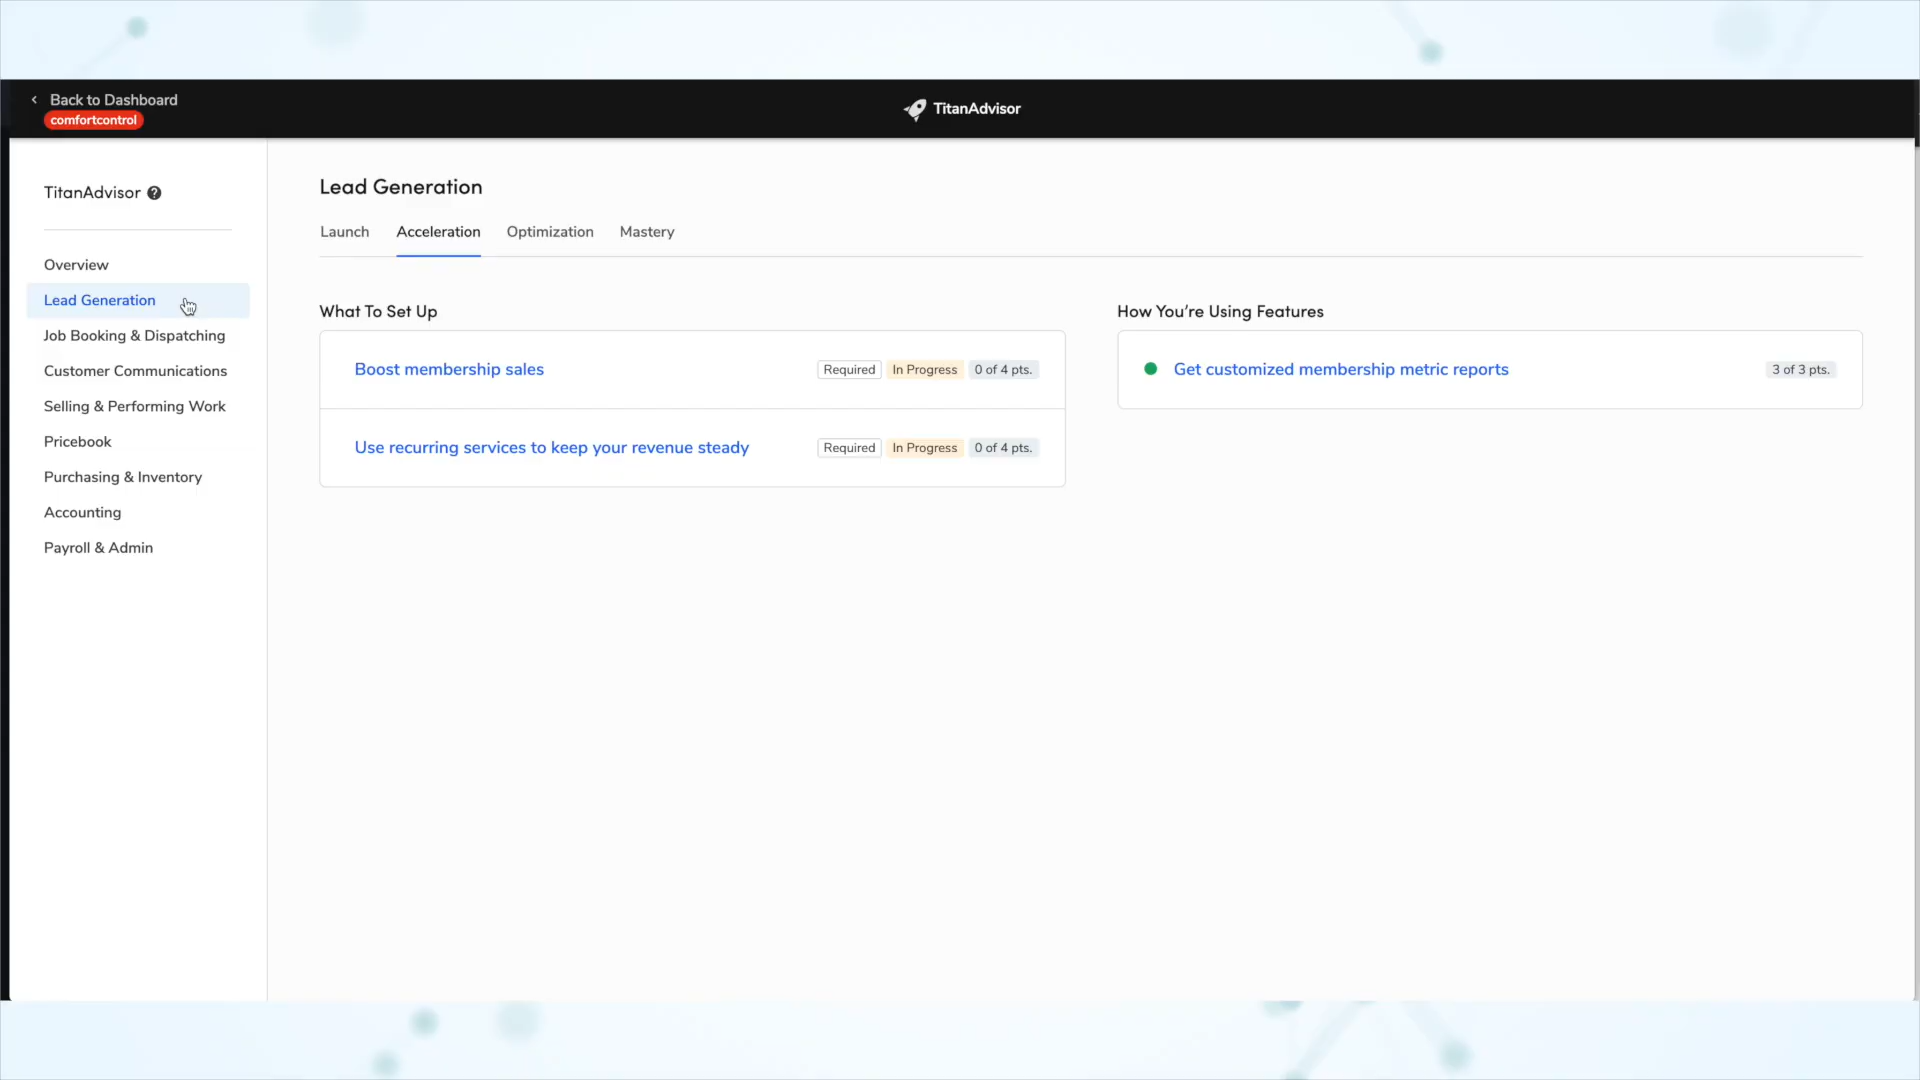 Back to Dashboard
comfortcontrol
TitanAdvisor
TitanAdvisor
Overview
Lead Generation
Job Booking & Dispatching
Customer Communications
Selling & Performing Work
Pricebook
Purchasing & Inventory
Accounting
Payroll & Admin
Lead Generation
Launch Acceleration Optimization Mastery
What To Set Up
Boost membership sales Required In Progress 0 of 4 pts.
Use recurring services to keep your revenue steady Required In Progress 0 of 4 pts.
How You're Using Features
Get customized membership metric reports 3 of 3 pts.